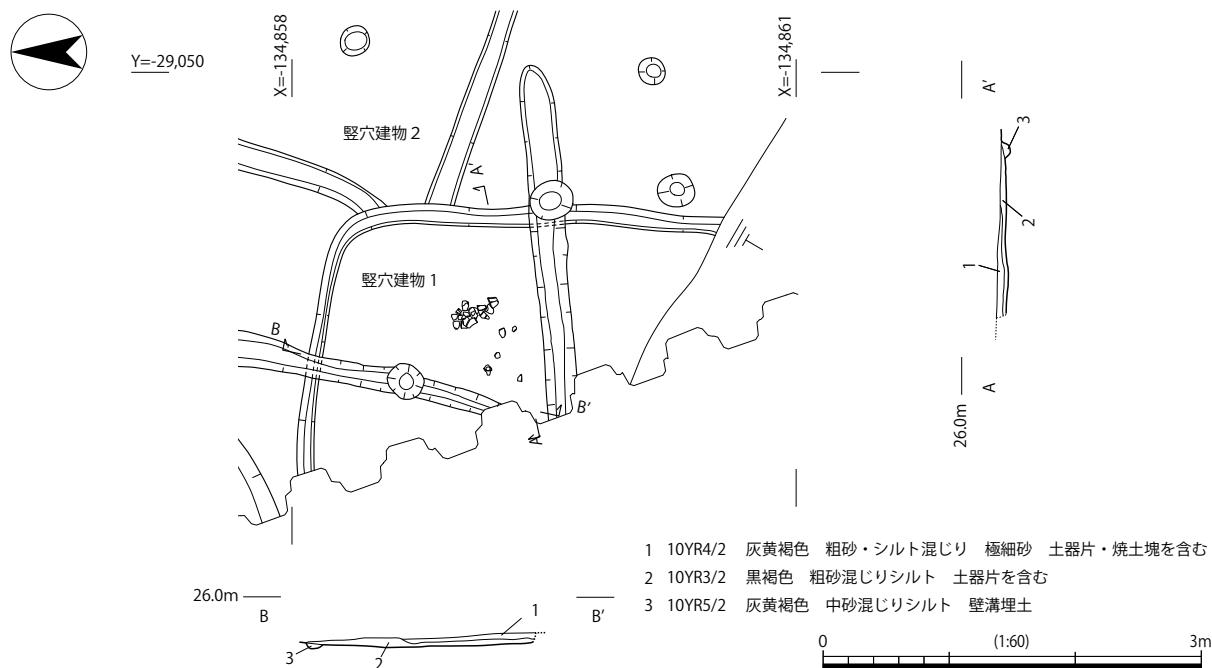 Y=-29,050
X=-134,858
X=-134,861
竪穴建物 2
A'
竪穴建物 1
B
B'
A
A'
3
2
1
A
26.0m
1 10YR4/2 灰黄褐色 粗砂・シルト混じり 極細砂 土器片・焼土塊を含む
2 10YR3/2 黒褐色 粗砂混じりシルト 土器片を含む
3 10YR5/2 灰黄褐色 中砂混じりシルト 壁溝埋土
26.0m
B
B'
1
3
2
0 (1:60) 3m